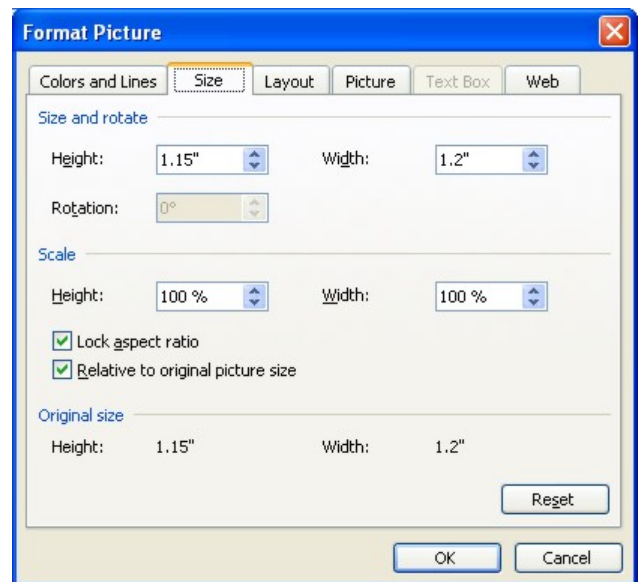 Format Picture
Colors and Lines Size Layout Picture Text Box Web
Size and rotate
Height: 1.15" Width: 1.2"
Rotation: 0°
Scale
Height: 100 % Width: 100 %
Lock aspect ratio
Relative to original picture size
Original size
Height: 1.15" Width: 1.2"
Reset
OK Cancel